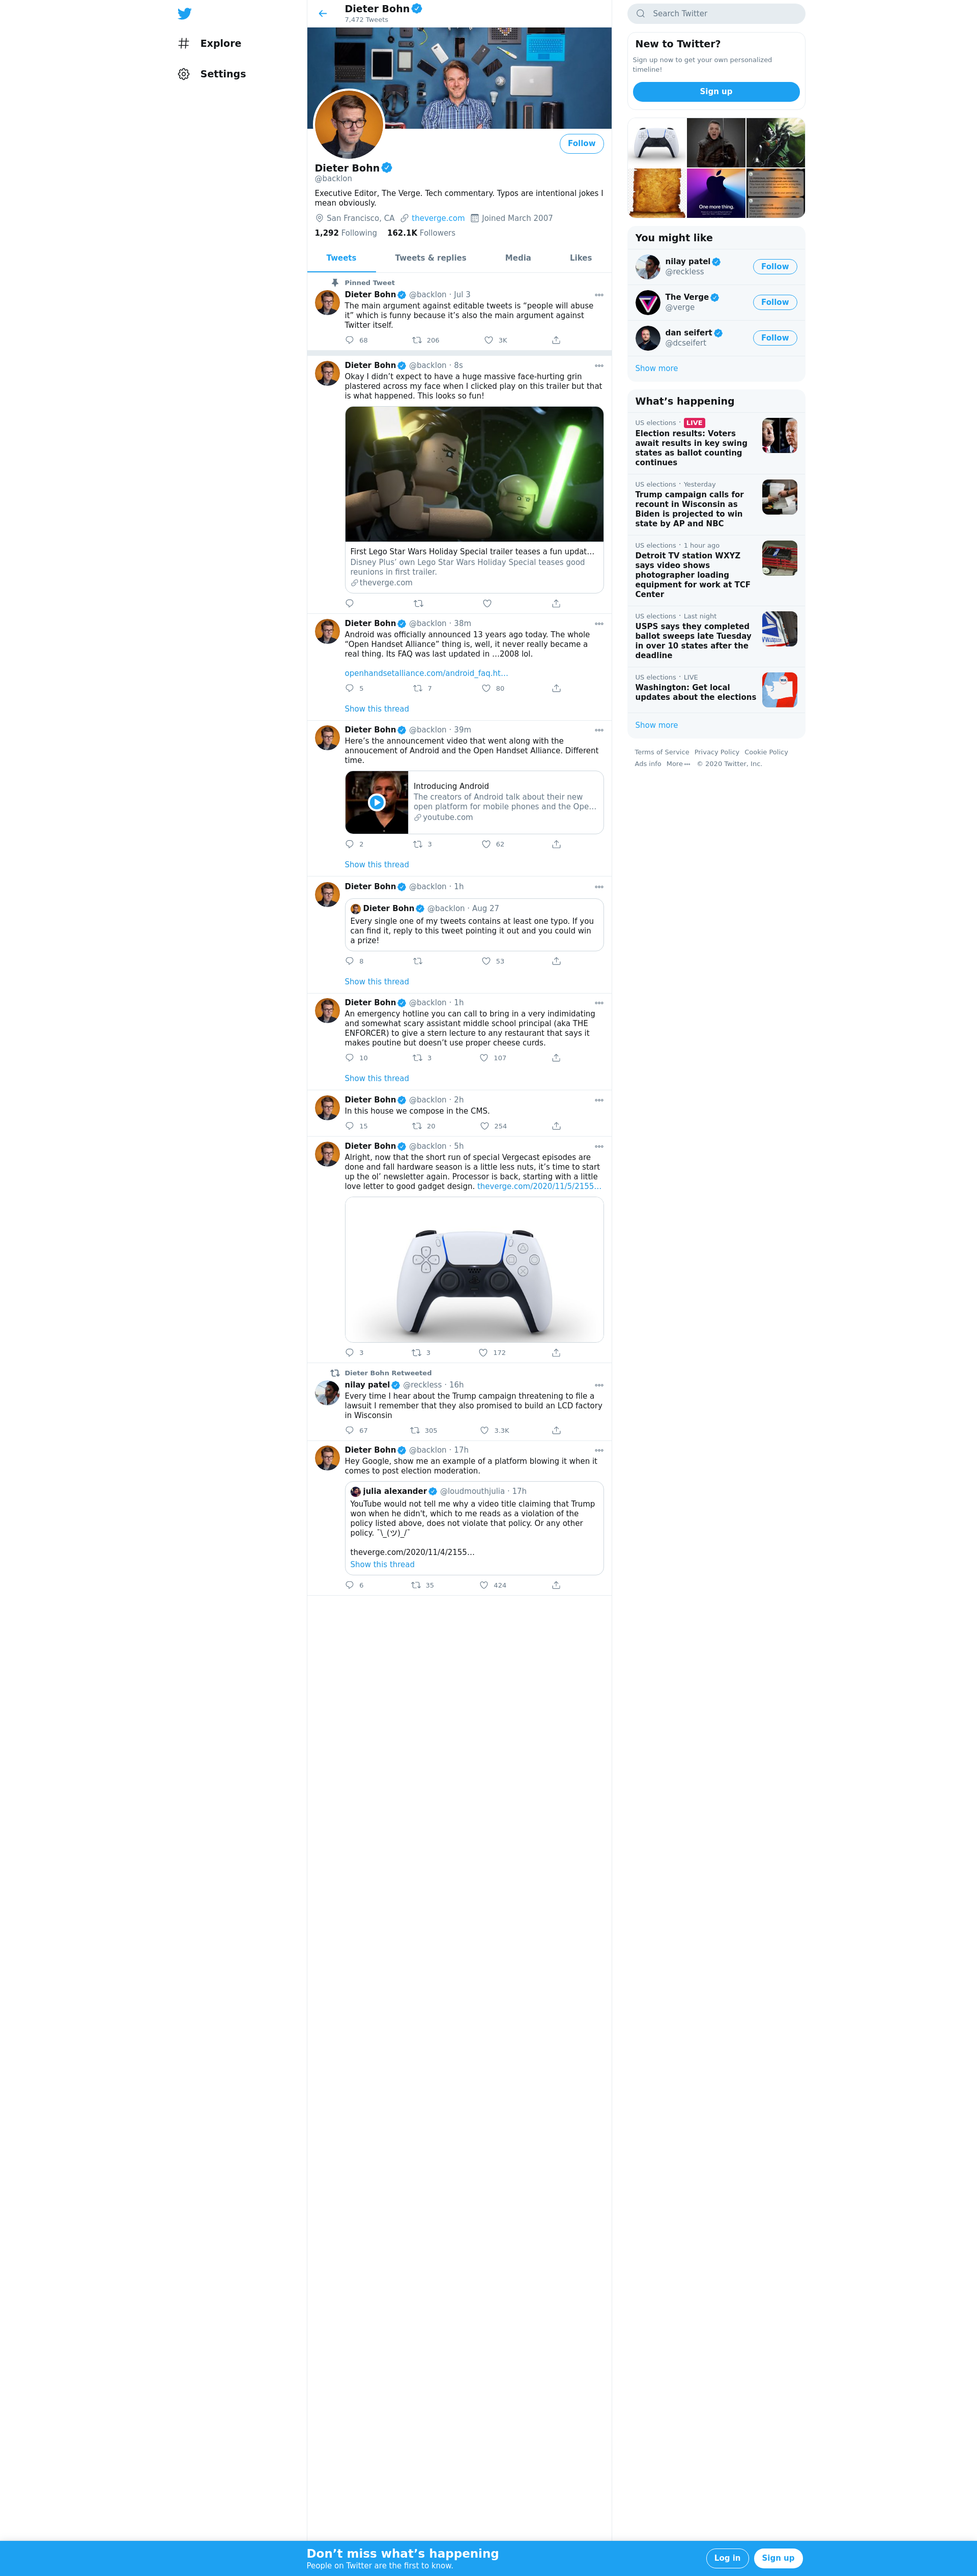 Explore
Settings
Dieter Bohn
7,472 Tweets
Follow
Dieter Bohn
@backlon
Executive Editor, The Verge. Tech commentary. Typos are intentional jokes I
mean obviously.
San Francisco, CA theverge.com Joined March 2007
1,292 Following 162.1K Followers
Tweets Tweets & replies Media Likes
Pinned Tweet
Dieter Bohn @backlon · Jul 3
The main argument against editable tweets is “people will abuse
it” which is funny because it’s also the main argument against
Twitter itself.
68 206 3K
Dieter Bohn @backlon · 8s
Okay I didn’t expect to have a huge massive face-hurting grin
plastered across my face when I clicked play on this trailer but that
is what happened. This looks so fun!
First Lego Star Wars Holiday Special trailer teases a fun updat…
Disney Plus’ own Lego Star Wars Holiday Special teases good
reunions in first trailer.
theverge.com
Dieter Bohn @backlon · 38m
Android was officially announced 13 years ago today. The whole
“Open Handset Alliance” thing is, well, it never really became a
real thing. Its FAQ was last updated in …2008 lol.
openhandsetalliance.com/android_faq.ht…
5 7 80
Show this thread
Dieter Bohn @backlon · 39m
Here’s the announcement video that went along with the
annoucement of Android and the Open Handset Alliance. Different
time.
Introducing Android
The creators of Android talk about their new
open platform for mobile phones and the Ope…
youtube.com
2 3 62
Show this thread
Dieter Bohn @backlon · 1h
Dieter Bohn @backlon · Aug 27
Every single one of my tweets contains at least one typo. If you
can find it, reply to this tweet pointing it out and you could win
a prize!
8 53
Show this thread
Dieter Bohn @backlon · 1h
An emergency hotline you can call to bring in a very indimidating
and somewhat scary assistant middle school principal (aka THE
ENFORCER) to give a stern lecture to any restaurant that says it
makes poutine but doesn’t use proper cheese curds.
10 3 107
Show this thread
Dieter Bohn @backlon · 2h
In this house we compose in the CMS.
15 20 254
Dieter Bohn @backlon · 5h
Alright, now that the short run of special Vergecast episodes are
done and fall hardware season is a little less nuts, it’s time to start
up the ol’ newsletter again. Processor is back, starting with a little
love letter to good gadget design. theverge.com/2020/11/5/2155…
3 3 172
Dieter Bohn Retweeted
nilay patel @reckless · 16h
Every time I hear about the Trump campaign threatening to file a
lawsuit I remember that they also promised to build an LCD factory
in Wisconsin
67 305 3.3K
Dieter Bohn @backlon · 17h
Hey Google, show me an example of a platform blowing it when it
comes to post election moderation.
julia alexander @loudmouthjulia · 17h
YouTube would not tell me why a video title claiming that Trump
won when he didn't, which to me reads as a violation of the
policy listed above, does not violate that policy. Or any other
policy. ¯\_(ツ)_/¯
theverge.com/2020/11/4/2155…
Show this thread
6 35 424
Search Twitter
New to Twitter?
Sign up now to get your own personalized
timeline!
Sign up
One more thing.
You might like
nilay patel
@reckless
Follow
The Verge
@verge
Follow
dan seifert
@dcseifert
Follow
Show more
What’s happening
US elections · LIVE
Election results: Voters
await results in key swing
states as ballot counting
continues
US elections · Yesterday
Trump campaign calls for
recount in Wisconsin as
Biden is projected to win
state by AP and NBC
US elections · 1 hour ago
Detroit TV station WXYZ
says video shows
photographer loading
equipment for work at TCF
Center
US elections · Last night
USPS says they completed
ballot sweeps late Tuesday
in over 10 states after the
deadline
US elections · LIVE
Washington: Get local
updates about the elections
Show more
Terms of Service Privacy Policy Cookie Policy
Ads info More ••• © 2020 Twitter, Inc.
Don’t miss what’s happening
People on Twitter are the first to know.
Log in
Sign up